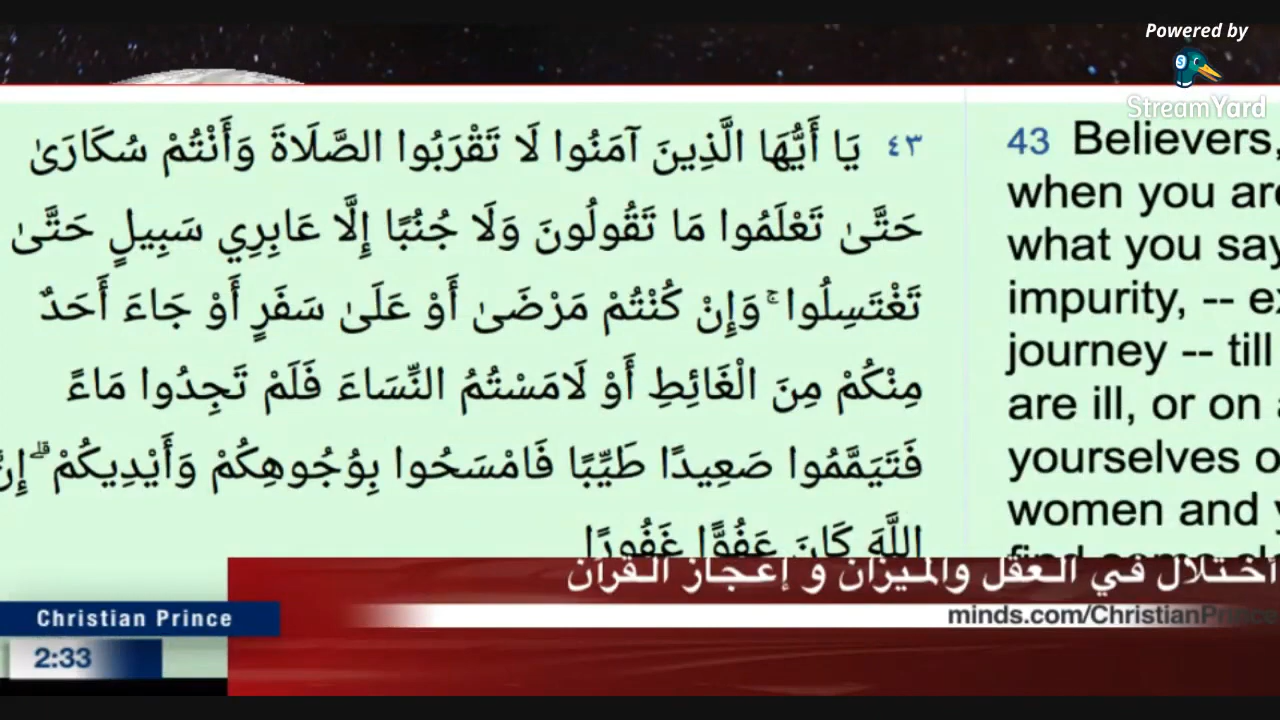 Powered by
StreamYard
٤٣ يَا أَيُّهَا الَّذِينَ آمَنُوا لَا تَقْرَبُوا الصَّلَاةَ وَأَنْتُمْ سُكَارَىٰ
حَتَّىٰ تَعْلَمُوا مَا تَقُولُونَ وَلَا جُنُبًا إِلَّا عَابِرِي سَبِيلٍ حَتَّىٰ
تَغْتَسِلُوا ۚ وَإِنْ كُنْتُمْ مَرْضَىٰ أَوْ عَلَىٰ سَفَرٍ أَوْ جَاءَ أَحَدٌ
مِنْكُمْ مِنَ الْغَائِطِ أَوْ لَامَسْتُمُ النِّسَاءَ فَلَمْ تَجِدُوا مَاءً
فَتَيَمَّمُوا صَعِيدًا طَيِّبًا فَامْسَحُوا بِوُجُوهِكُمْ وَأَيْدِيكُمْ ۗ إِنَّ
اللَّهَ كَانَ عَفُوًّا غَفُورًا
43 Believers,
when you are
what you say
impurity, -- e
journey -- till
are ill, or on
yourselves o
women and y
اختلال في العقل والميزان و إعجاز القرآن
minds.com/ChristianPrince
Christian Prince
2:33